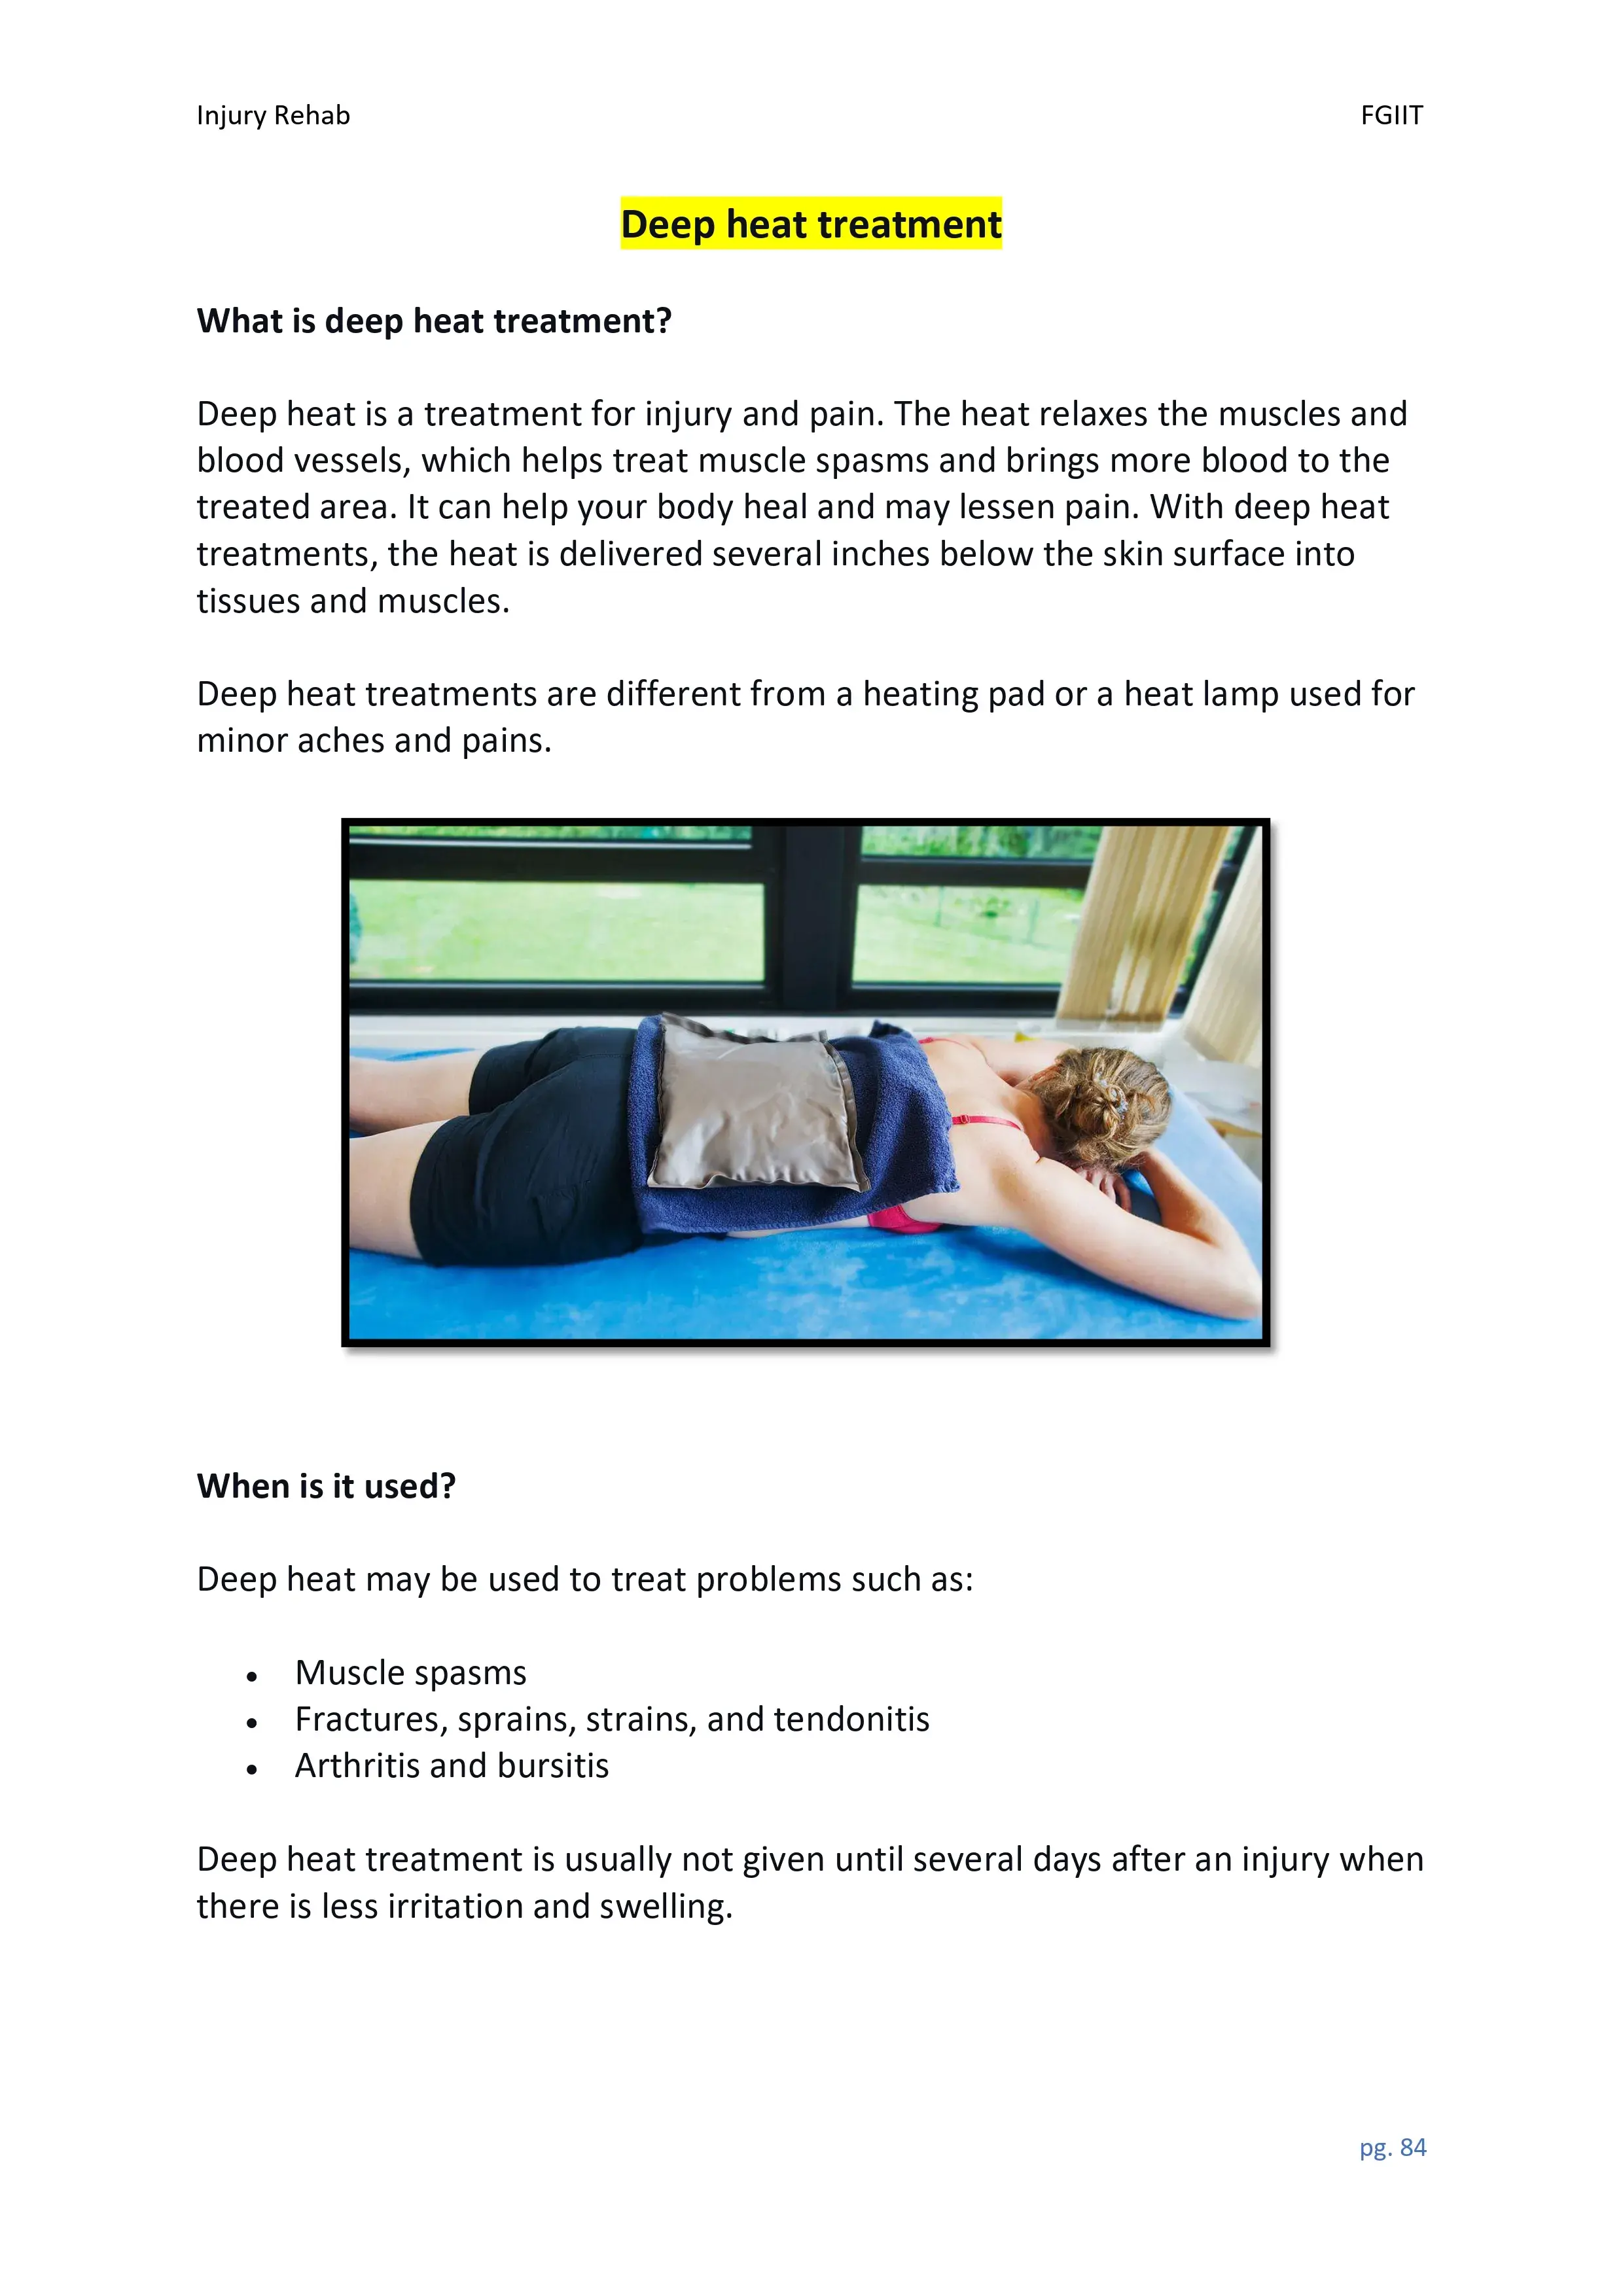 Injury Rehab FGIIT
Deep heat treatment
What is deep heat treatment?
Deep heat is a treatment for injury and pain. The heat relaxes the muscles and
blood vessels, which helps treat muscle spasms and brings more blood to the
treated area. It can help your body heal and may lessen pain. With deep heat
treatments, the heat is delivered several inches below the skin surface into
tissues and muscles.
Deep heat treatments are different from a heating pad or a heat lamp used for
minor aches and pains.
When is it used?
Deep heat may be used to treat problems such as:
• Muscle spasms
• Fractures, sprains, strains, and tendonitis
• Arthritis and bursitis
Deep heat treatment is usually not given until several days after an injury when
there is less irritation and swelling.
pg. 84